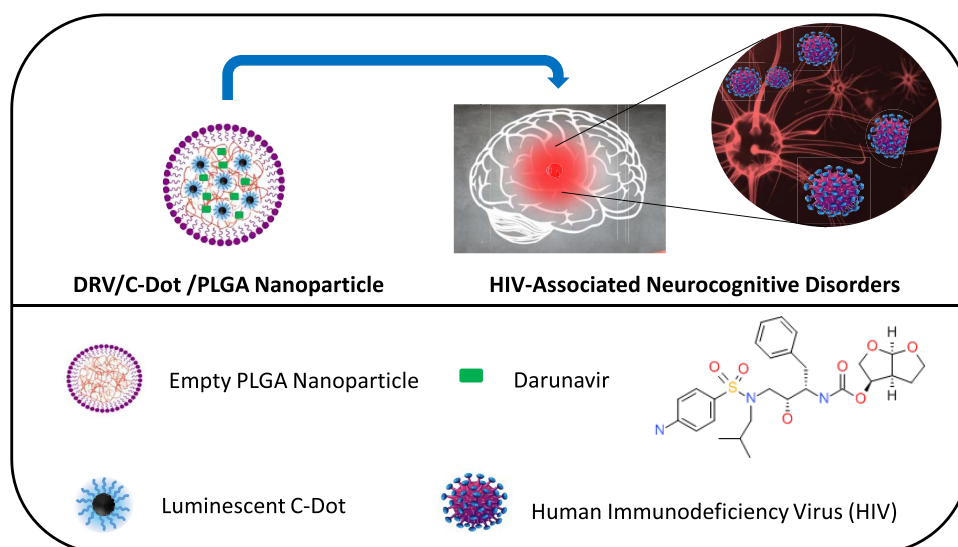 DRV/C-Dot /PLGA Nanoparticle
HIV-Associated Neurocognitive Disorders
Empty PLGA Nanoparticle
Darunavir
H
O
O
O
O
O
S
N
N
O
O
H
N
Luminescent C-Dot
Human Immunodeficiency Virus (HIV)